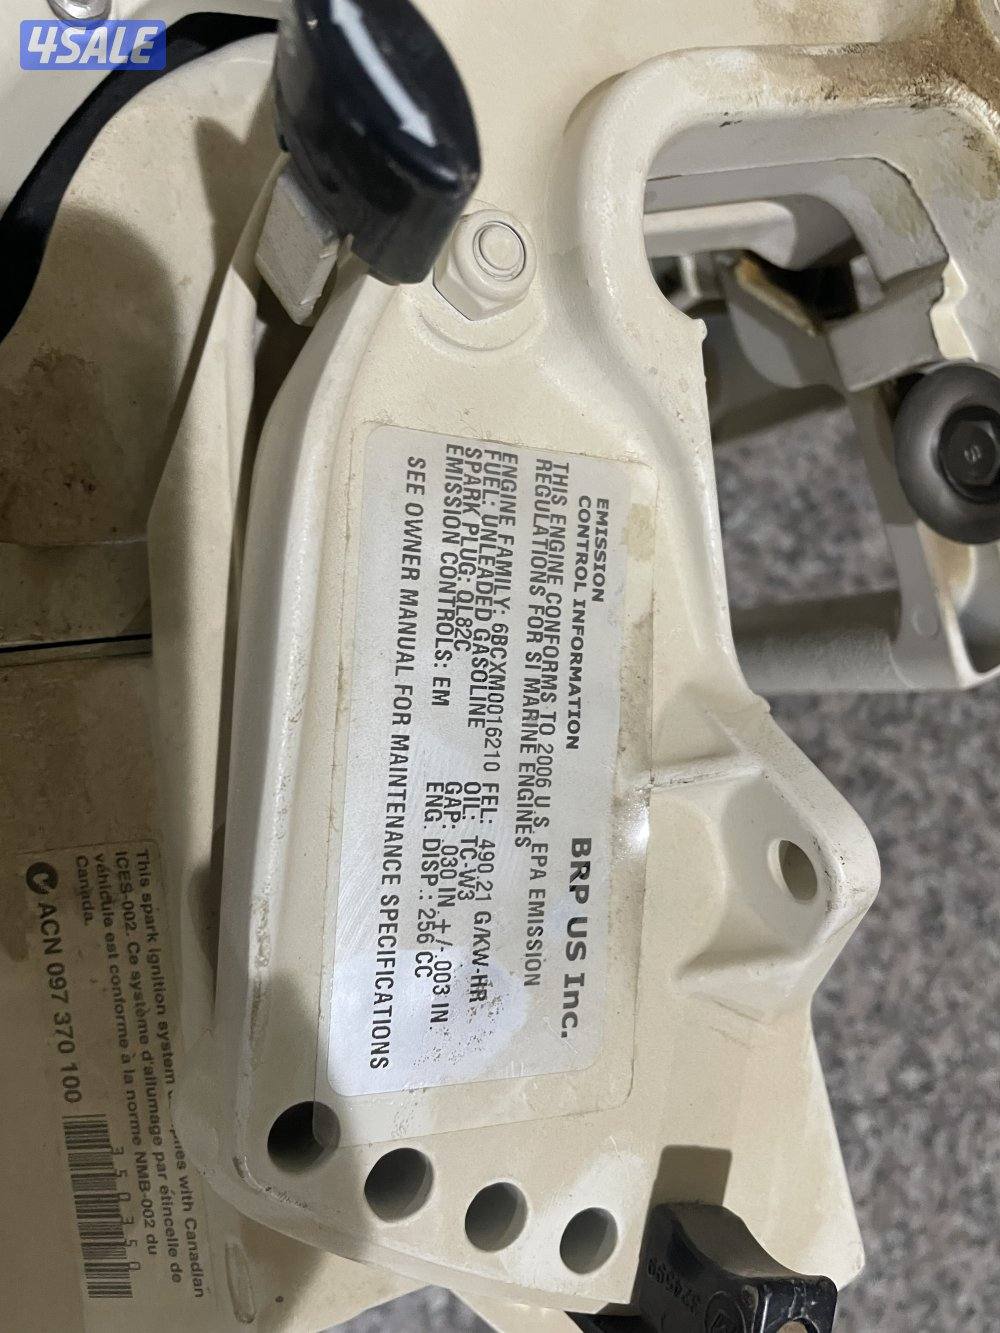 4SALE
EMISSION
CONTROL INFORMATION BRP US Inc.
THIS ENGINE CONFORMS TO 2006 U.S. EPA EMISSION
REGULATIONS FOR SI MARINE ENGINES
ENGINE FAMILY: 6BCXM0016210 FEL: 490.21 G/KW-HR
FUEL: UNLEADED GASOLINE OIL: TC-W3
SPARK PLUG: QL82C GAP: .030 IN +/-.003 IN.
EMISSION CONTROLS: EM ENG. DISP.: 256 CC
SEE OWNER MANUAL FOR MAINTENANCE SPECIFICATIONS
This spark ignition system with Canadian
ICES-002. Ce système d'allumage par étincelle de
véhicule est conforme à la norme NMB-002 du
Canada.
ACN 097 370 100
350350
S